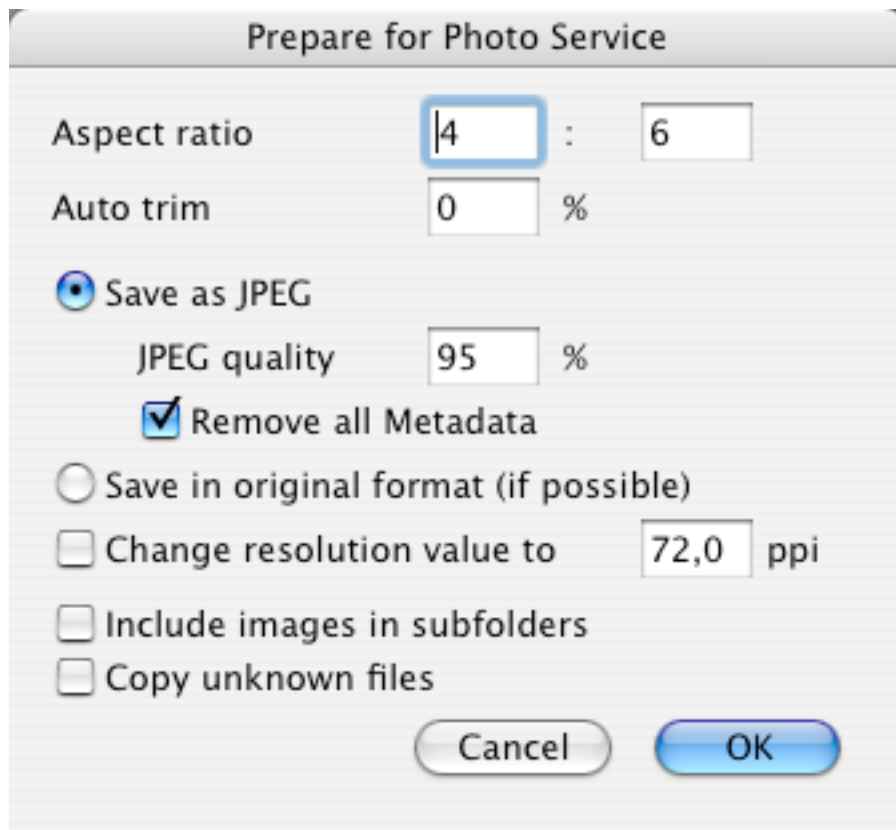 Prepare for Photo Service
Aspect ratio 4 : 6
Auto trim 0 %
Save as JPEG
JPEG quality 95 %
Remove all Metadata
Save in original format (if possible)
Change resolution value to 72,0 ppi
Include images in subfolders
Copy unknown files
Cancel OK